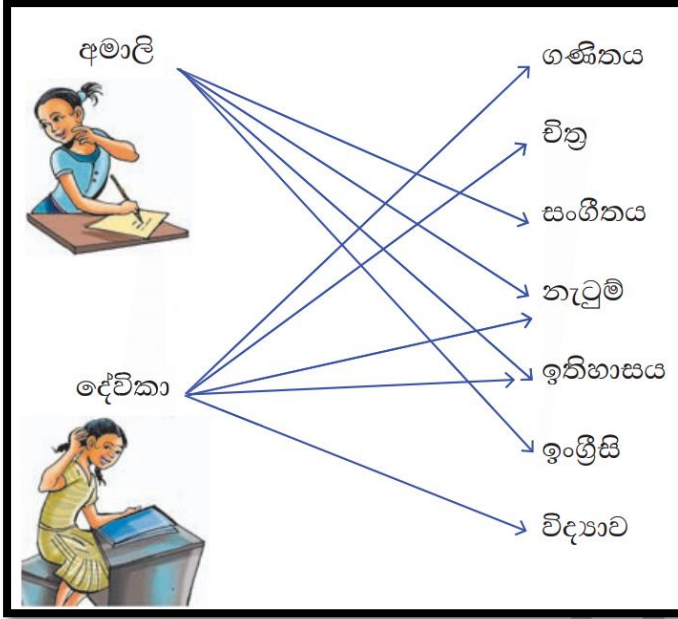 අමාලි
දේවිකා
ගණිතය
චිත්‍ර
සංගීතය
නැටුම්
ඉතිහාසය
ඉංග්‍රීසි
විද්‍යාව